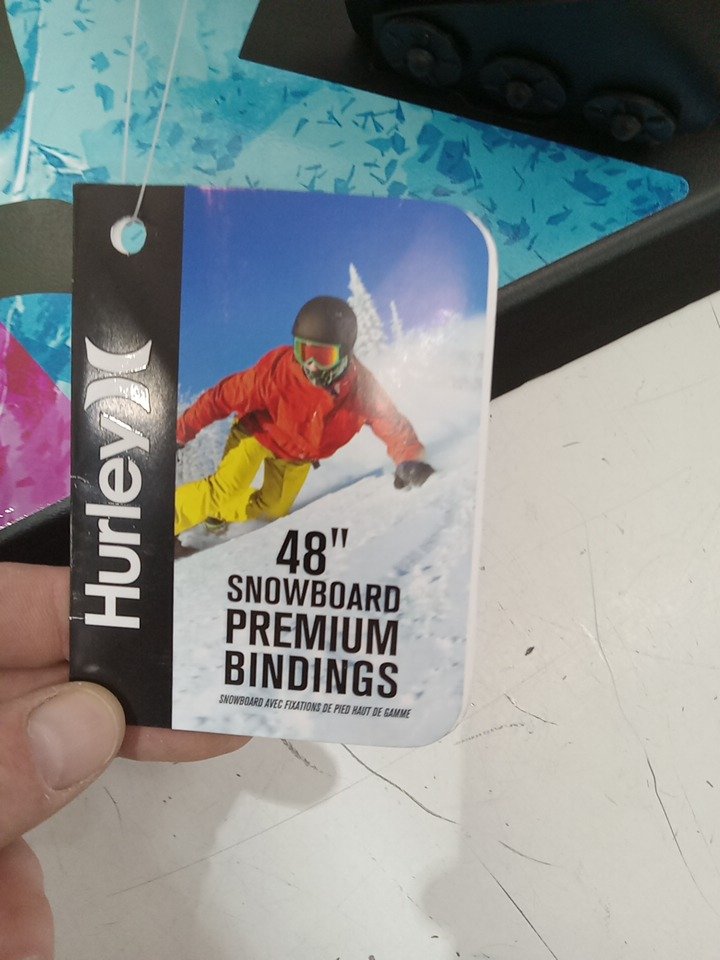 Hurley
48"
SNOWBOARD
PREMIUM
BINDINGS
SNOWBOARD AVEC FIXATIONS DE PIED HAUT DE GAMME